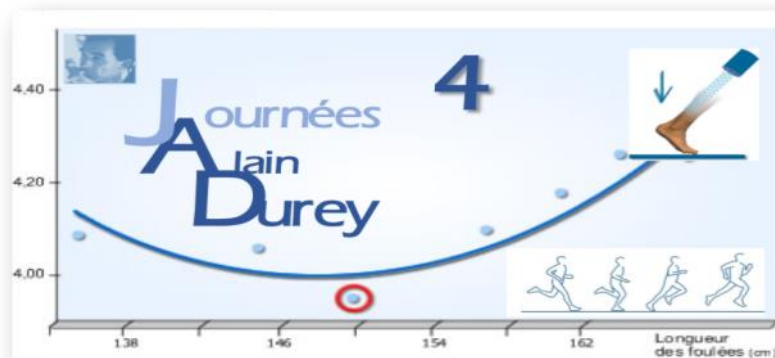 4
4,40
Journées
Alain
4,20
Durey
4,00
138
146
154
162
Longueur
des foulées (cm)